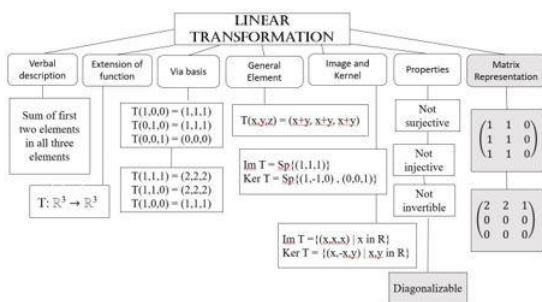 LINEAR
TRANSFORMATION
Verbal
description
Extension of
function
Via basis
General
Element
Image and
Kernel
Properties
Matrix
Representation
Sum of first
two elements
in all three
elements
T: ℝ³ → ℝ³
T(1,0,0) = (1,1,1)
T(0,1,0) = (1,1,1)
T(0,0,1) = (0,0,0)
T(1,1,1) = (2,2,2)
T(1,1,0) = (2,2,2)
T(1,0,0) = (1,1,1)
T(x,y,z) = (x+y, x+y, x+y)
Im T = Sp{(1,1,1)}
Ker T = Sp{(1,-1,0) , (0,0,1)}
Im T ={(x,x,x) | x in R}
Ker T = {(x,-x,y) | x,y in R}
Not
surjective
Not
injective
Not
invertible
Diagonalizable
1 1 0
1 1 0
1 1 0
2 2 1
0 0 0
0 0 0